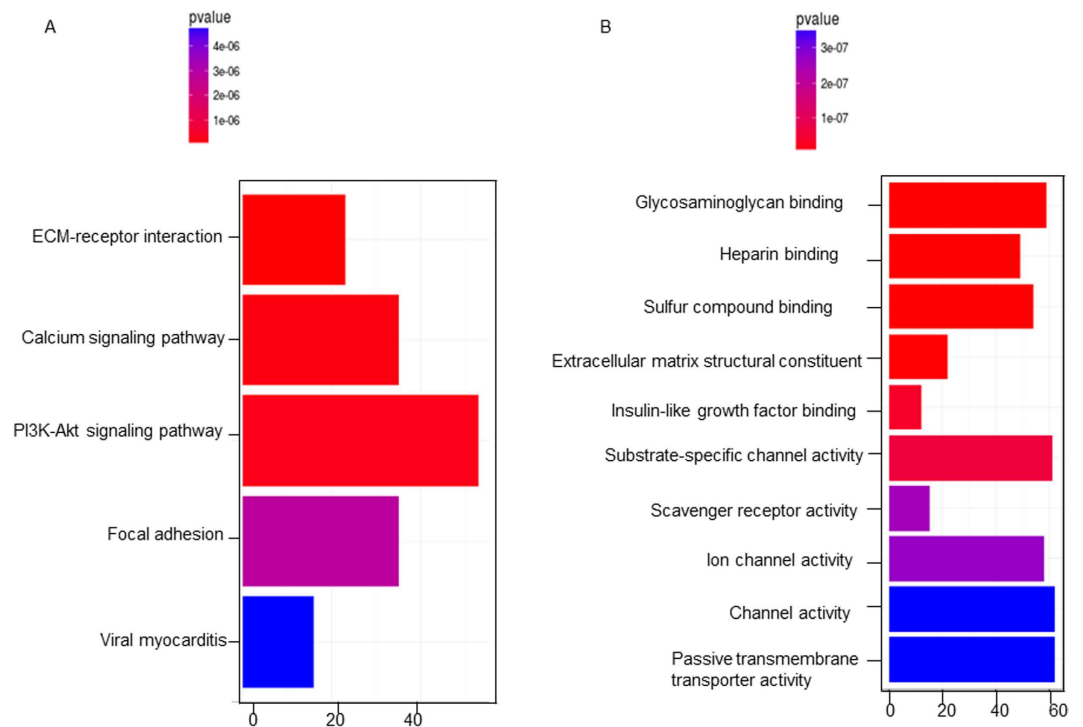 A
pvalue
4e-06
3e-06
2e-06
1e-06
ECM-receptor interaction
Calcium signaling pathway
PI3K-Akt signaling pathway
Focal adhesion
Viral myocarditis
0 20 40
B
pvalue
3e-07
2e-07
1e-07
Glycosaminoglycan binding
Heparin binding
Sulfur compound binding
Extracellular matrix structural constituent
Insulin-like growth factor binding
Substrate-specific channel activity
Scavenger receptor activity
Ion channel activity
Channel activity
Passive transmembrane
transporter activity
0 20 40 60